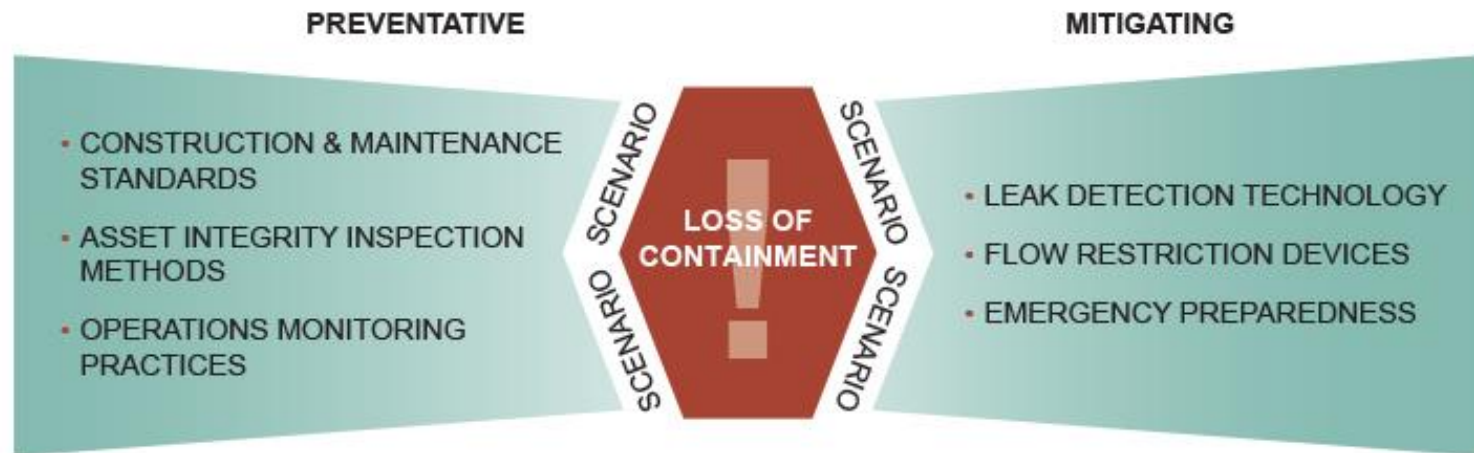 PREVENTATIVE
MITIGATING
• CONSTRUCTION & MAINTENANCE
STANDARDS
• ASSET INTEGRITY INSPECTION
METHODS
• OPERATIONS MONITORING
PRACTICES
SCENARIO
SCENARIO
!
LOSS OF
CONTAINMENT
SCENARIO
SCENARIO
• LEAK DETECTION TECHNOLOGY
• FLOW RESTRICTION DEVICES
• EMERGENCY PREPAREDNESS